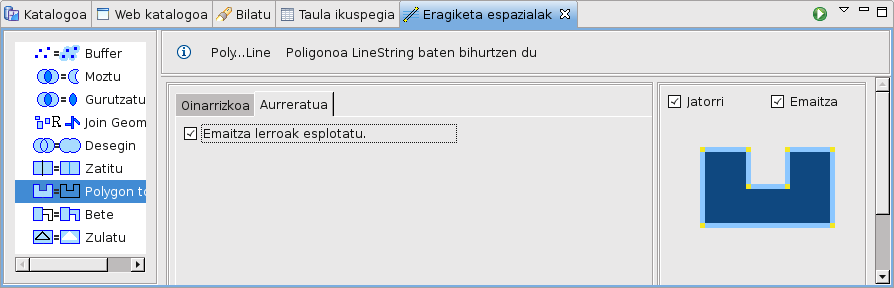 Katalogoa Web katalogoa Bilatu Taula ikuspegia Eragiketa espazialak
Poly...Line Poligonoa LineString baten bihurtzen du
Buffer
Moztu
Gurutzatu
R Join Geom
Desegin
Zatitu
Polygon to
Bete
Zulatu
Oinarrizkoa Aurreratua
Emaitza lerroak esplotatu.
Jatorri Emaitza